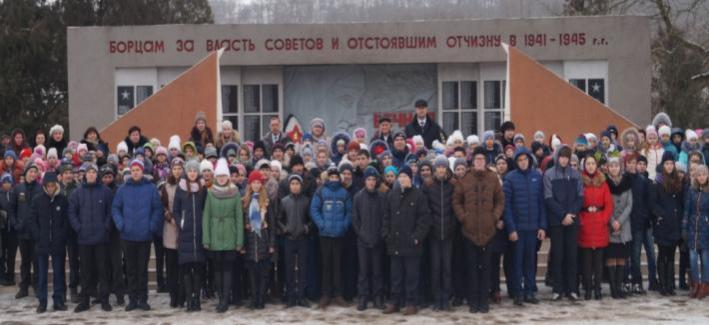 БОРЦАМ ЗА ВЛАСТЬ СОВЕТОВ И ОТСТОЯВШИМ ОТЧИЗНУ В 1941-1945 г.г.